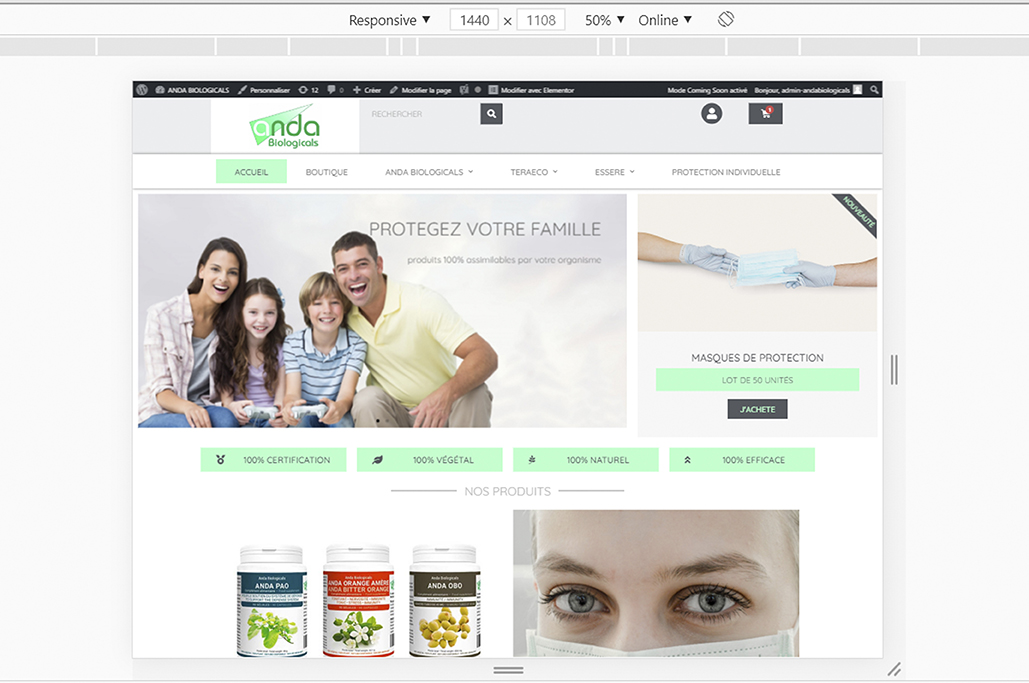 Responsive ▼ 1440 × 1108 50% ▼ Online ▼
ANDA BIOLOGICALS Personnaliser 12 0 Créer Modifier la page Modifier avec Elementor Mode Coming Soon activé Bonjour, admin-andabiologicals
anda
Biologicals
RECHERCHER
1
ACCUEIL BOUTIQUE ANDA BIOLOGICALS TERAECO ESSERE PROTECTION INDIVIDUELLE
PROTEGEZ VOTRE FAMILLE
produits 100% assimilables par votre organisme
NOUVEAUTÉ
MASQUES DE PROTECTION
LOT DE 50 UNITÉS
J'ACHETE
100% CERTIFICATION 100% VÉGÉTAL 100% NATUREL 100% EFFICACE
NOS PRODUITS
Anda Biologicals
ANDA PAO
Anda Biologicals
ANDA ORANGE AMÈRE
ANDA BITTER ORANGE
Anda Biologicals
ANDA OBO